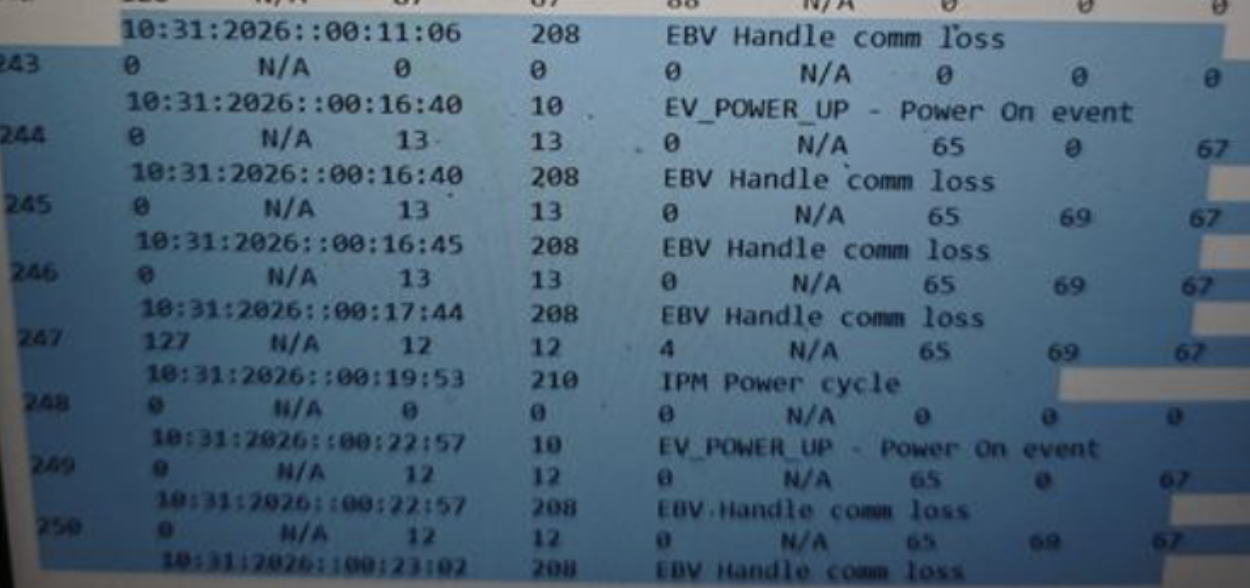 10:31:2026::00:11:06 208 EBV Handle comm loss
243 0 N/A 0 0 0 N/A 0 0 0
10:31:2026::00:16:40 10 EV_POWER_UP - Power On event
244 0 N/A 13 13 0 N/A 65 0 67
10:31:2026::00:16:40 208 EBV Handle comm loss
245 0 N/A 13 13 0 N/A 65 69 67
10:31:2026::00:16:45 208 EBV Handle comm loss
246 0 N/A 13 13 0 N/A 65 69 67
10:31:2026::00:17:44 208 EBV Handle comm loss
247 127 N/A 12 12 4 N/A 65 69 67
10:31:2026::00:19:53 210 IPM Power cycle
248 0 N/A 0 0 0 N/A 0 0 0
10:31:2026::00:22:57 10 EV_POWER_UP - Power On event
249 0 N/A 12 12 0 N/A 65 0 67
10:31:2026::00:22:57 208 EBV Handle comm loss
250 0 N/A 12 12 0 N/A 65 69 67
10:31:2026::00:23:02 208 EBV Handle comm loss